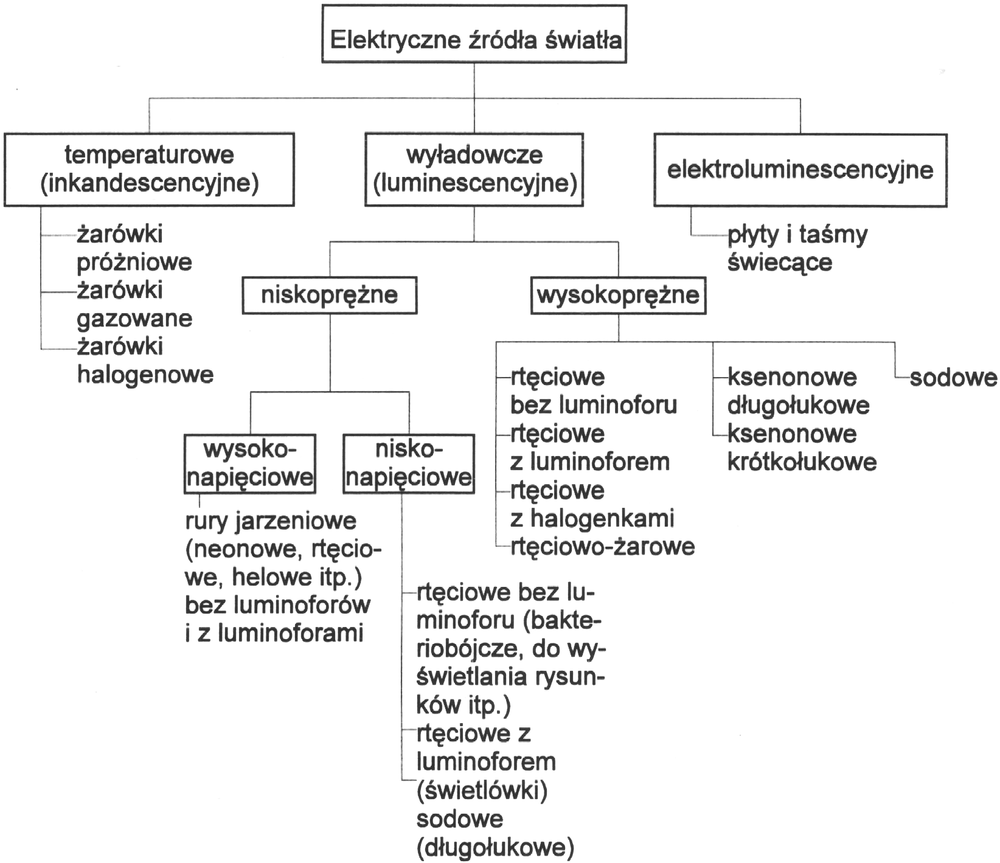 Elektryczne źródła światła
temperaturowe
(inkandescencyjne)
wyładowcze
(luminescencyjne)
elektroluminescencyjne
żarówki
próżniowe
żarówki
gazowane
żarówki
halogenowe
płyty i taśmy
świecące
niskoprężne
wysokoprężne
wysoko-
napięciowe
nisko-
napięciowe
rury jarzeniowe
(neonowe, rtęcio-
we, helowe itp.)
bez luminoforów
i z luminoforami
rtęciowe bez lu-
minoforu (bakte-
riobójcze, do wy-
świetlania rysun-
ków itp.)
rtęciowe z
luminoforem
(świetlówki)
sodowe
(długołukowe)
rtęciowe
bez luminoforu
rtęciowe
z luminoforem
rtęciowe
z halogenkami
rtęciowo-żarowe
ksenonowe
długołukowe
ksenonowe
krótkołukowe
sodowe